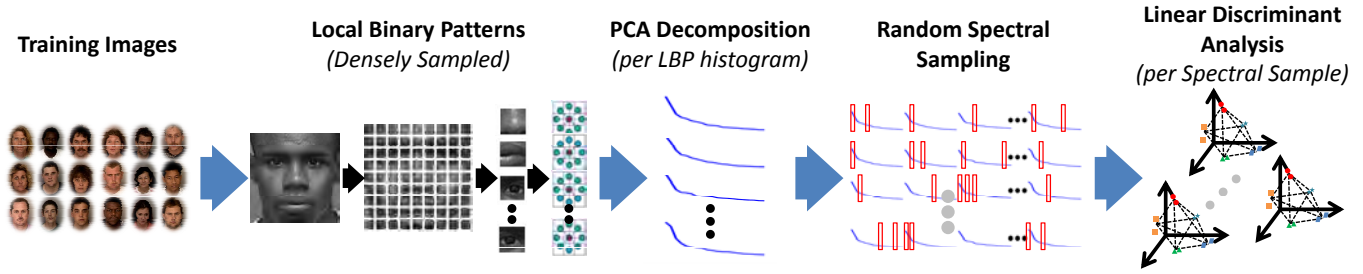 Training Images
Local Binary Patterns
(Densely Sampled)
PCA Decomposition
(per LBP histogram)
Random Spectral
Sampling
Linear Discriminant
Analysis
(per Spectral Sample)